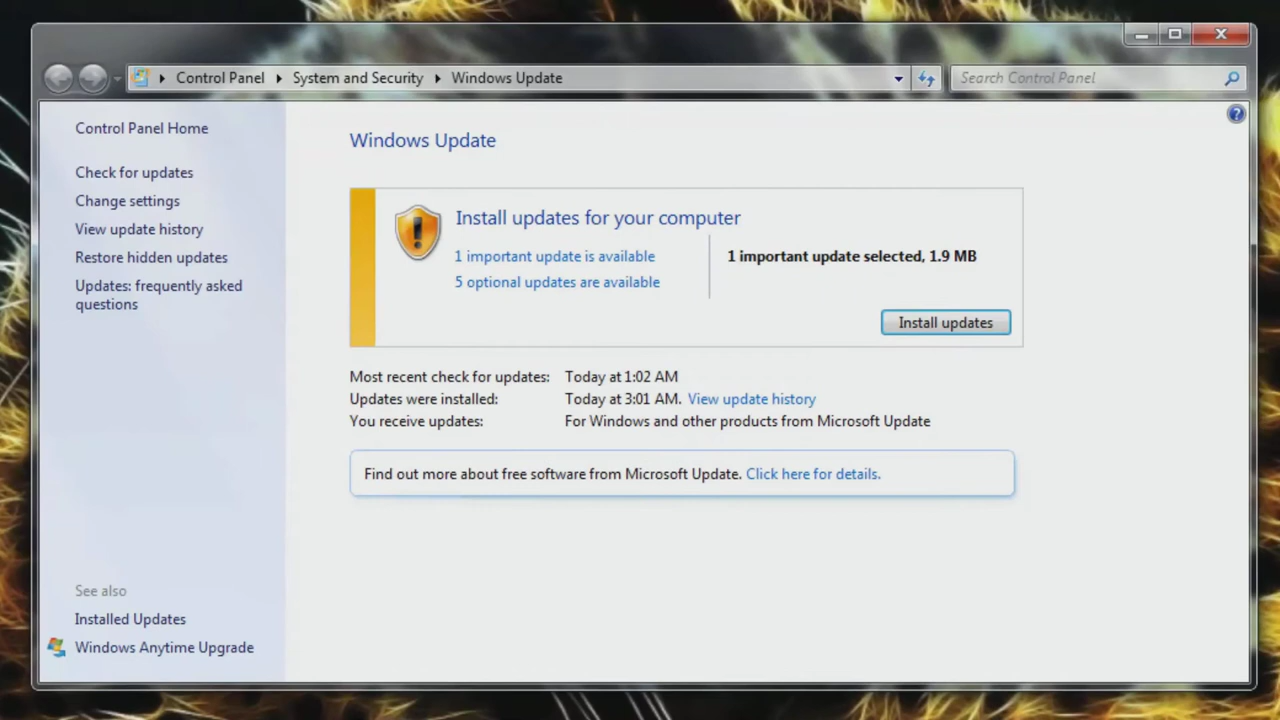 Control Panel System and Security Windows Update
Search Control Panel
Control Panel Home
Check for updates
Change settings
View update history
Restore hidden updates
Updates: frequently asked
questions
See also
Installed Updates
Windows Anytime Upgrade
Windows Update
Install updates for your computer
1 important update is available
5 optional updates are available
1 important update selected, 1.9 MB
Install updates
Most recent check for updates: Today at 1:02 AM
Updates were installed: Today at 3:01 AM. View update history
You receive updates: For Windows and other products from Microsoft Update
Find out more about free software from Microsoft Update. Click here for details.